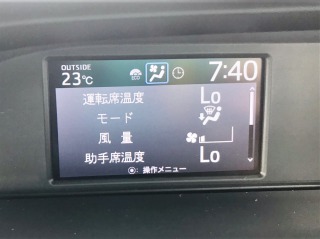 OUTSIDE
23℃ ECO 7:40
運転席温度 Lo
モード
風量
助手席温度 Lo
⦿: 操作メニュー